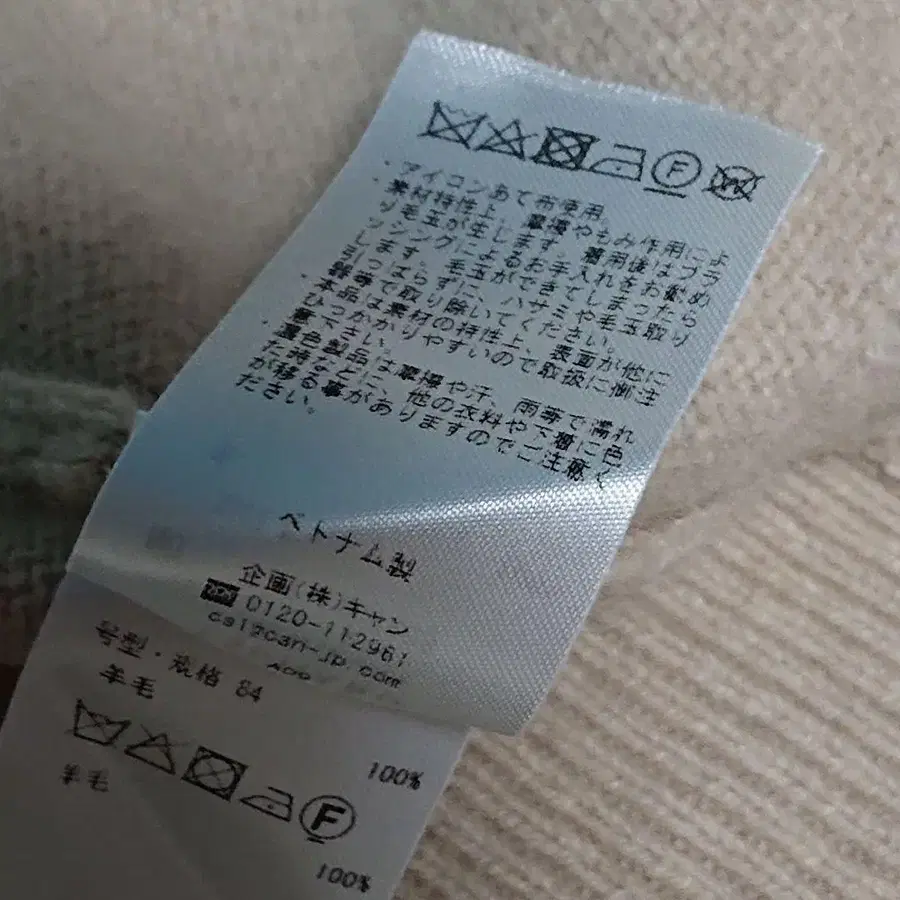 F
W
・アイロンあて布使用。
・素材特性上、摩擦やもみ作用によ
り毛玉が生じます。着用後はブラ
ッシングによるお手入れをお勧め
します。毛玉ができてしまったら
引っぱらずに、ハサミや毛玉取り
器等で取り除いてください。
・本品は素材の特性上、表面が他に
ひっかかりやすいので取扱に御注
意下さい。
・濃色製品は摩擦や汗、雨等で濡れ
た時などに、他の衣料や下着に色
が移る事がありますのでご注意く
ださい。
ベトナム製
企画(株)キャン
0120-112961
号型・规格 84
羊毛
100%
F
羊毛
100%